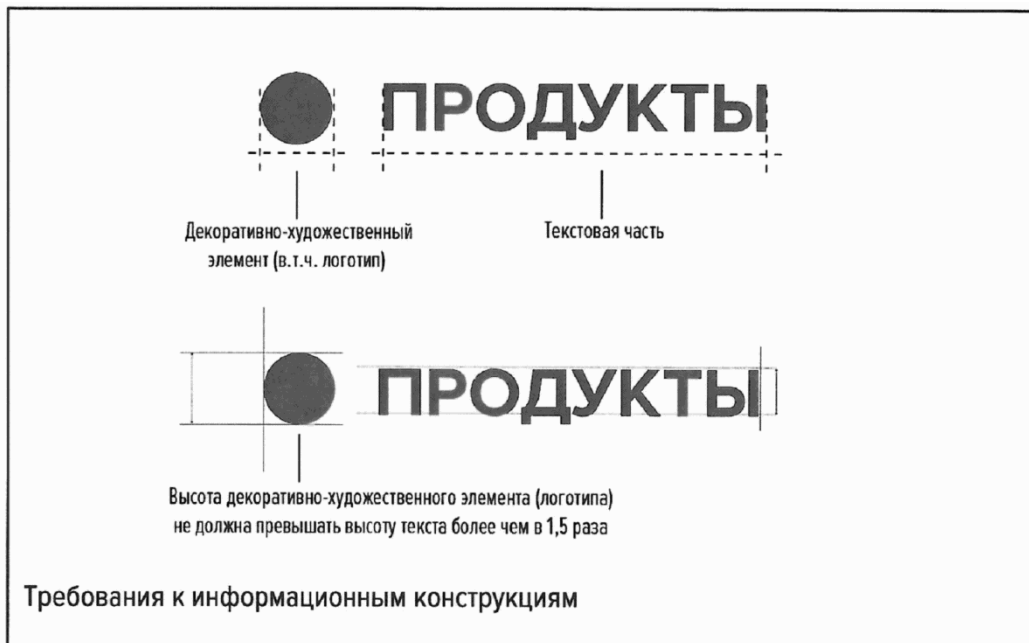 ПРОДУКТЫ
Декоративно-художественный
элемент (в.т.ч. логотип)
Текстовая часть
ПРОДУКТЫ
Высота декоративно-художественного элемента (логотипа)
не должна превышать высоту текста более чем в 1,5 раза
Требования к информационным конструкциям